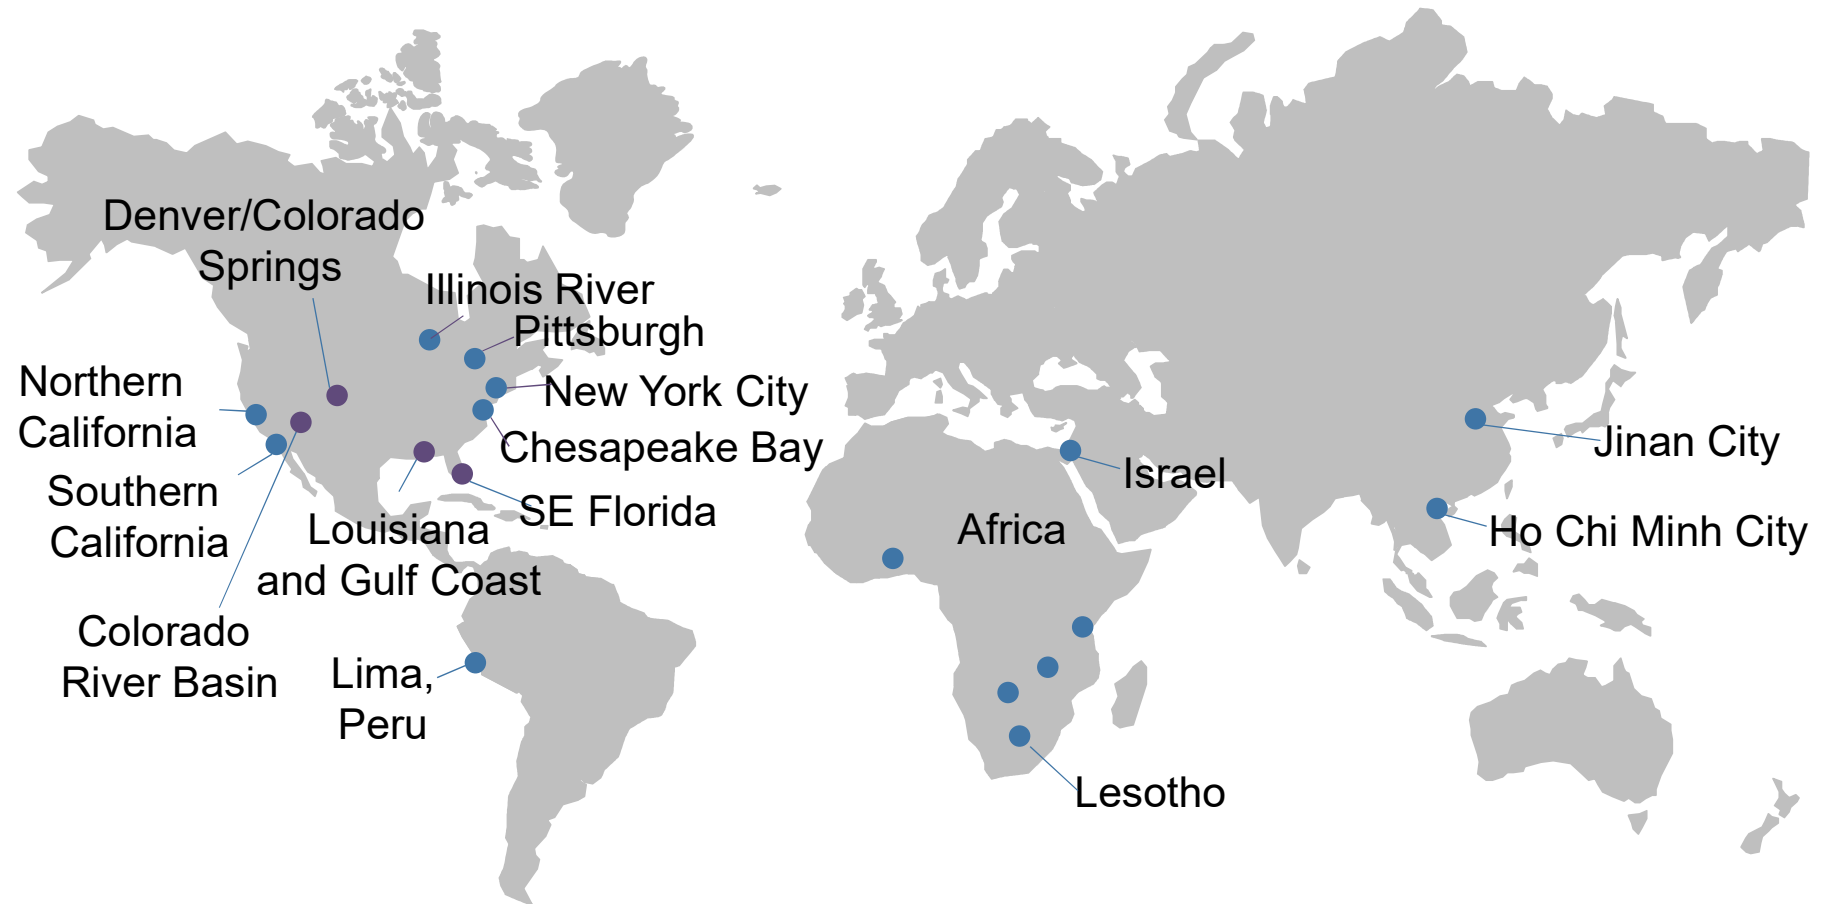 Denver/Colorado
Springs
Illinois River
Pittsburgh
Northern
California
New York City
Chesapeake Bay
Southern
California
SE Florida
Louisiana
and Gulf Coast
Colorado
River Basin
Lima,
Peru
Africa
Israel
Lesotho
Jinan City
Ho Chi Minh City